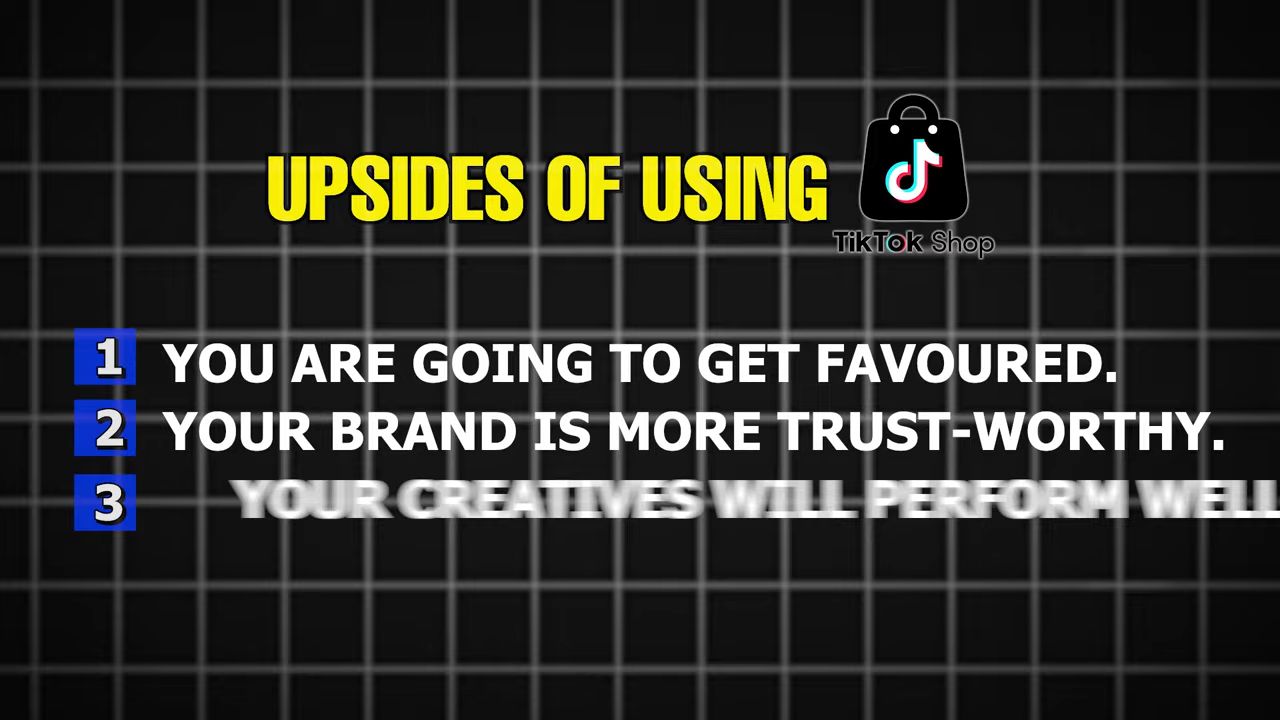 UPSIDES OF USING
TikTok Shop
1 YOU ARE GOING TO GET FAVOURED.
2 YOUR BRAND IS MORE TRUST-WORTHY.
3 YOUR CREATIVES WILL PERFORM WELL